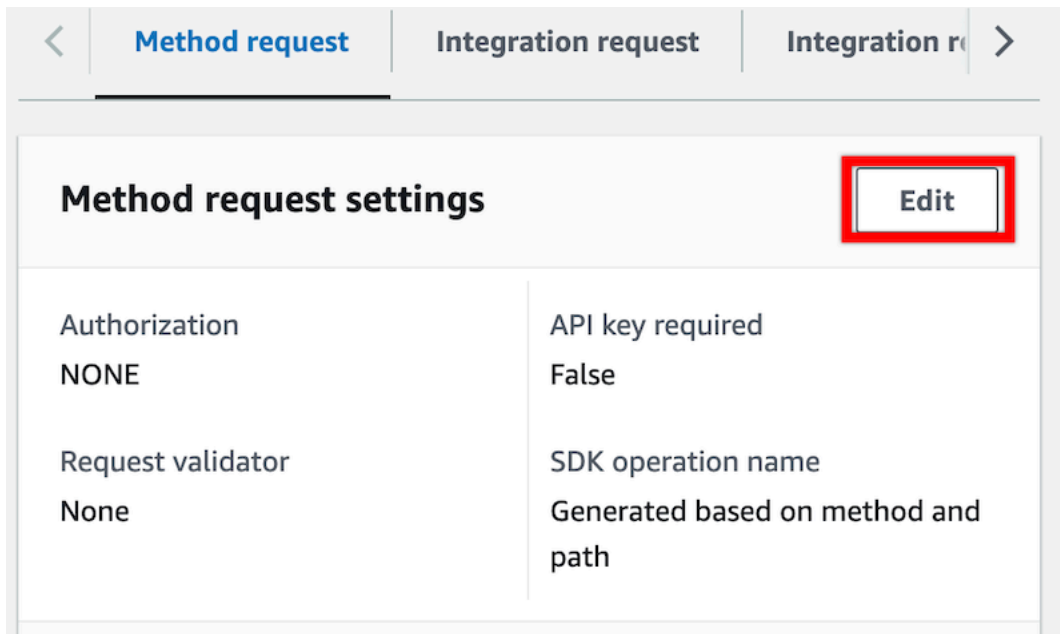 Method request
Integration request
Integration r
Method request settings
Edit
Authorization
NONE
API key required
False
Request validator
None
SDK operation name
Generated based on method and
path